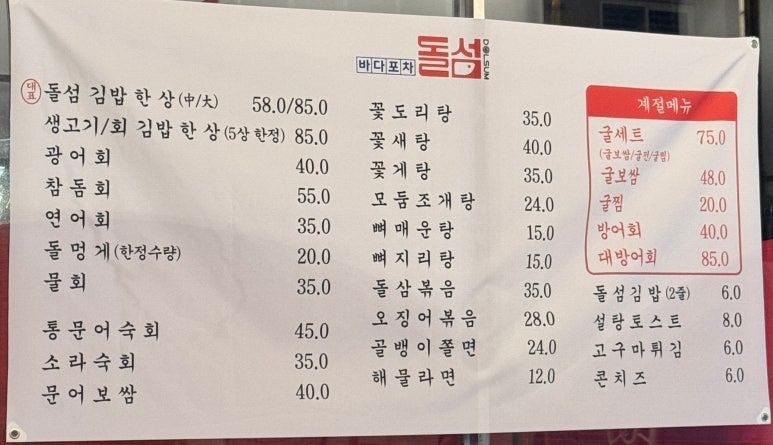 바다포차 돌섬 DOLSUM
대표 돌섬 김밥 한 상 (中/大) 58.0/85.0
생고기/회 김밥 한 상 (5상 한정) 85.0
광어회 40.0
참돔회 55.0
연어회 35.0
돌멍게 (한정수량) 20.0
물회 35.0
통문어숙회 45.0
소라숙회 35.0
문어보쌈 40.0
꽃도리탕 35.0
꽃새탕 40.0
꽃게탕 35.0
모둠조개탕 24.0
뼈매운탕 15.0
뼈지리탕 15.0
돌삼볶음 35.0
오징어볶음 28.0
골뱅이쫄면 24.0
해물라면 12.0
계절메뉴
굴세트 75.0
(굴보쌈/굴전/굴찜)
굴보쌈 48.0
굴찜 20.0
방어회 40.0
대방어회 85.0
돌섬김밥 (2줄) 6.0
설탕토스트 8.0
고구마튀김 6.0
콘치즈 6.0